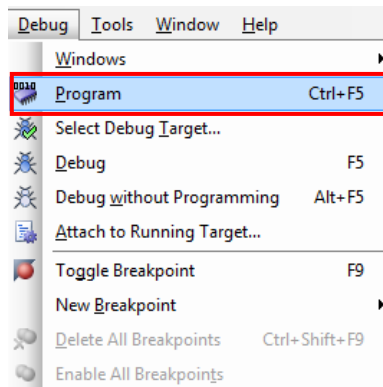 Debug Tools Window Help
Windows
0010
Program Ctrl+F5
Select Debug Target...
Debug F5
Debug without Programming Alt+F5
Attach to Running Target...
Toggle Breakpoint F9
New Breakpoint
Delete All Breakpoints Ctrl+Shift+F9
Enable All Breakpoints